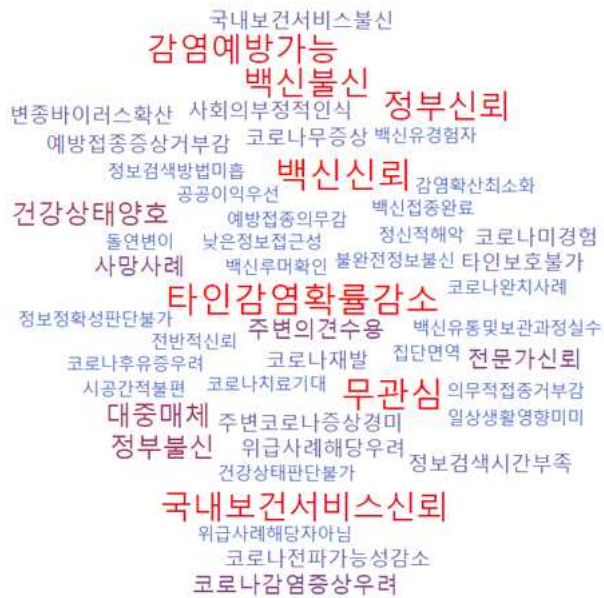 국내보건서비스불신
감염예방가능
백신불신
정부신뢰
변종바이러스확산 사회의부정적인식
예방접종증상거부감 코로나무증상 백신유경험자
정보검색방법미흡 백신신뢰 감염확산최소화
공공이익우선
건강상태양호 예방접종의무감 백신접종완료
돌연변이 낮은정보접근성 정신적해악 코로나미경험
사망사례 백신루머확인 불완전정보불신 타인보호불가
타인감염확률감소 코로나완치사례
정보정확성판단불가 주변의견수용 백신유통및보관과정실수
전반적신뢰
코로나후유증우려 코로나재발 집단면역 전문가신뢰
시공간적불편 코로나치료기대 무관심 의무적접종거부감
대중매체 주변코로나증상경미 일상생활영향미미
정부불신 위급사례해당우려
건강상태판단불가 정보검색시간부족
국내보건서비스신뢰
위급사례해당자아님
코로나전파가능성감소
코로나감염증상우려